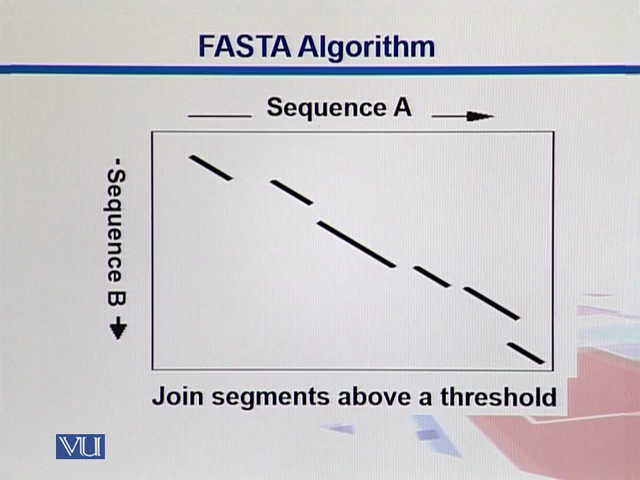 FASTA Algorithm
Sequence A
Sequence B
Join segments above a threshold
VU